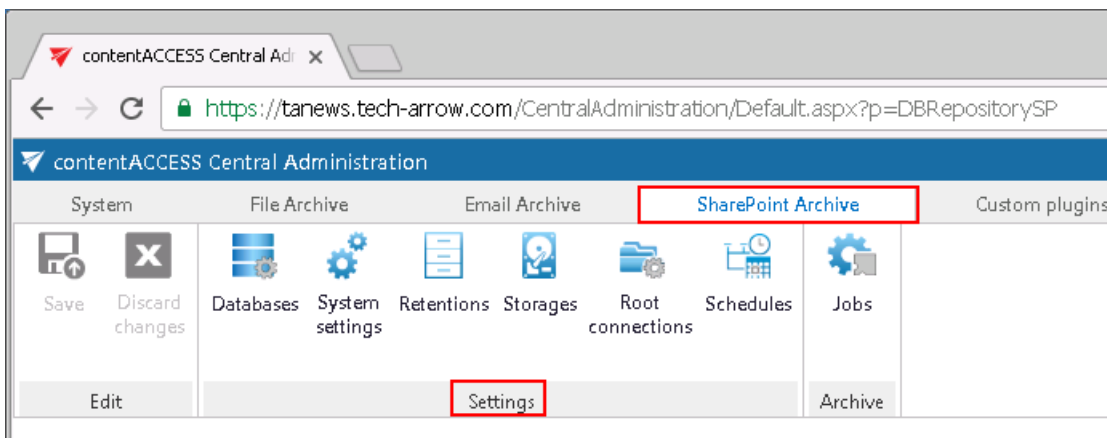 contentACCESS Central Adr
https://tanews.tech-arrow.com/CentralAdministration/Default.aspx?p=DBRepositorySP
contentACCESS Central Administration
System File Archive Email Archive SharePoint Archive Custom plugins
Save Discard changes Databases System settings Retentions Storages Root connections Schedules Jobs
Edit Settings Archive